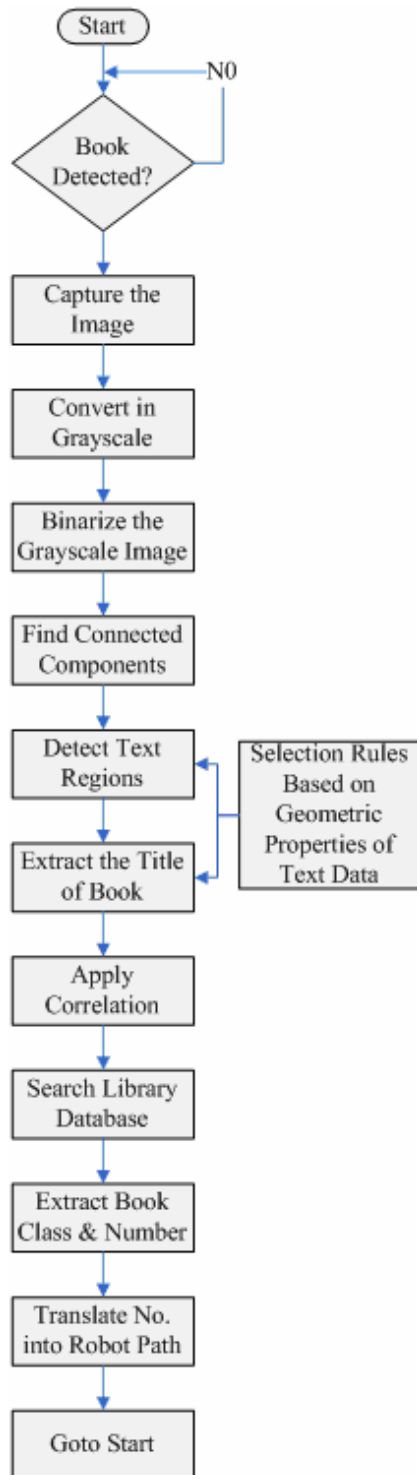 Start
N0
Book
Detected?
Capture the
Image
Convert in
Grayscale
Binarize the
Grayscale Image
Find Connected
Components
Detect Text
Regions
Selection Rules
Based on
Geometric
Properties of
Text Data
Extract the Title
of Book
Apply
Correlation
Search Library
Database
Extract Book
Class & Number
Translate No.
into Robot Path
Goto Start